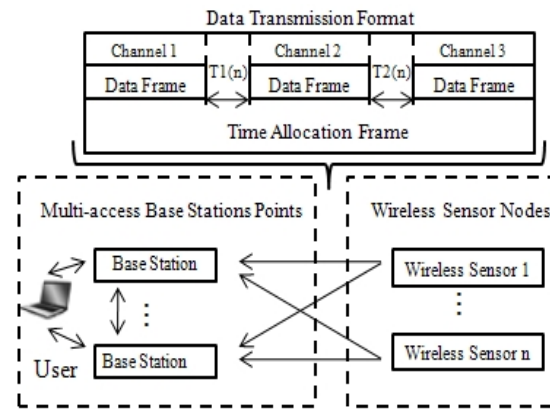 Data Transmission Format
Channel 1 Channel 2 Channel 3
T1(n) T2(n)
Data Frame Data Frame Data Frame
Time Allocation Frame
Multi-access Base Stations Points Wireless Sensor Nodes
Base Station Wireless Sensor 1
Base Station Wireless Sensor n
User